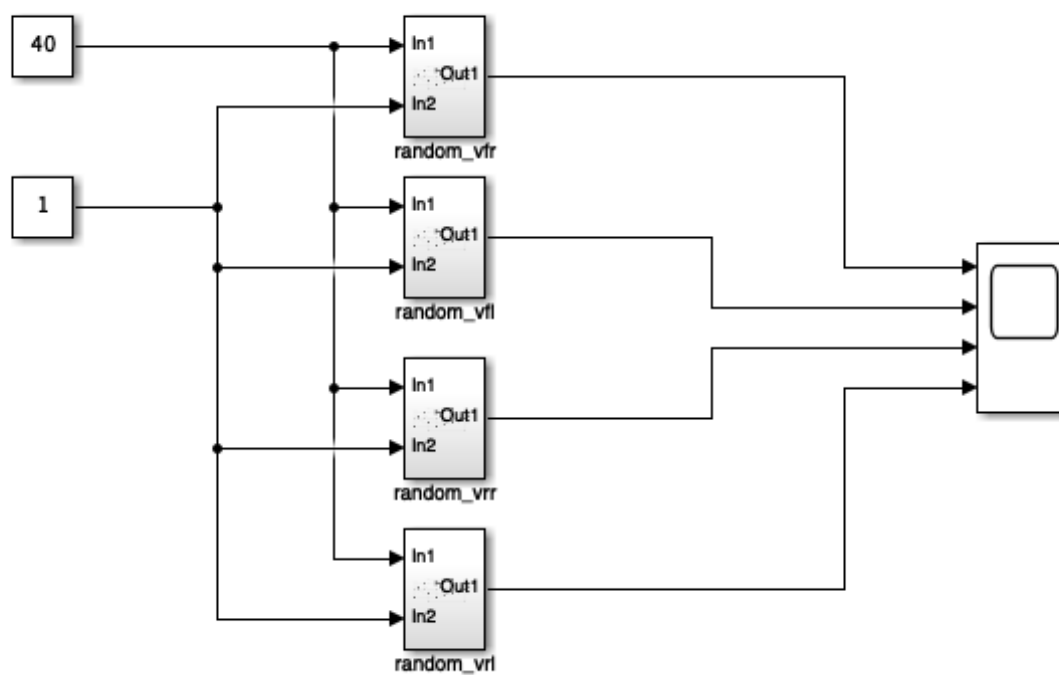 40
In1
Out1
In2
random_vfr
1
In1
Out1
In2
random_vfl
In1
Out1
In2
random_vrr
In1
Out1
In2
random_vrl